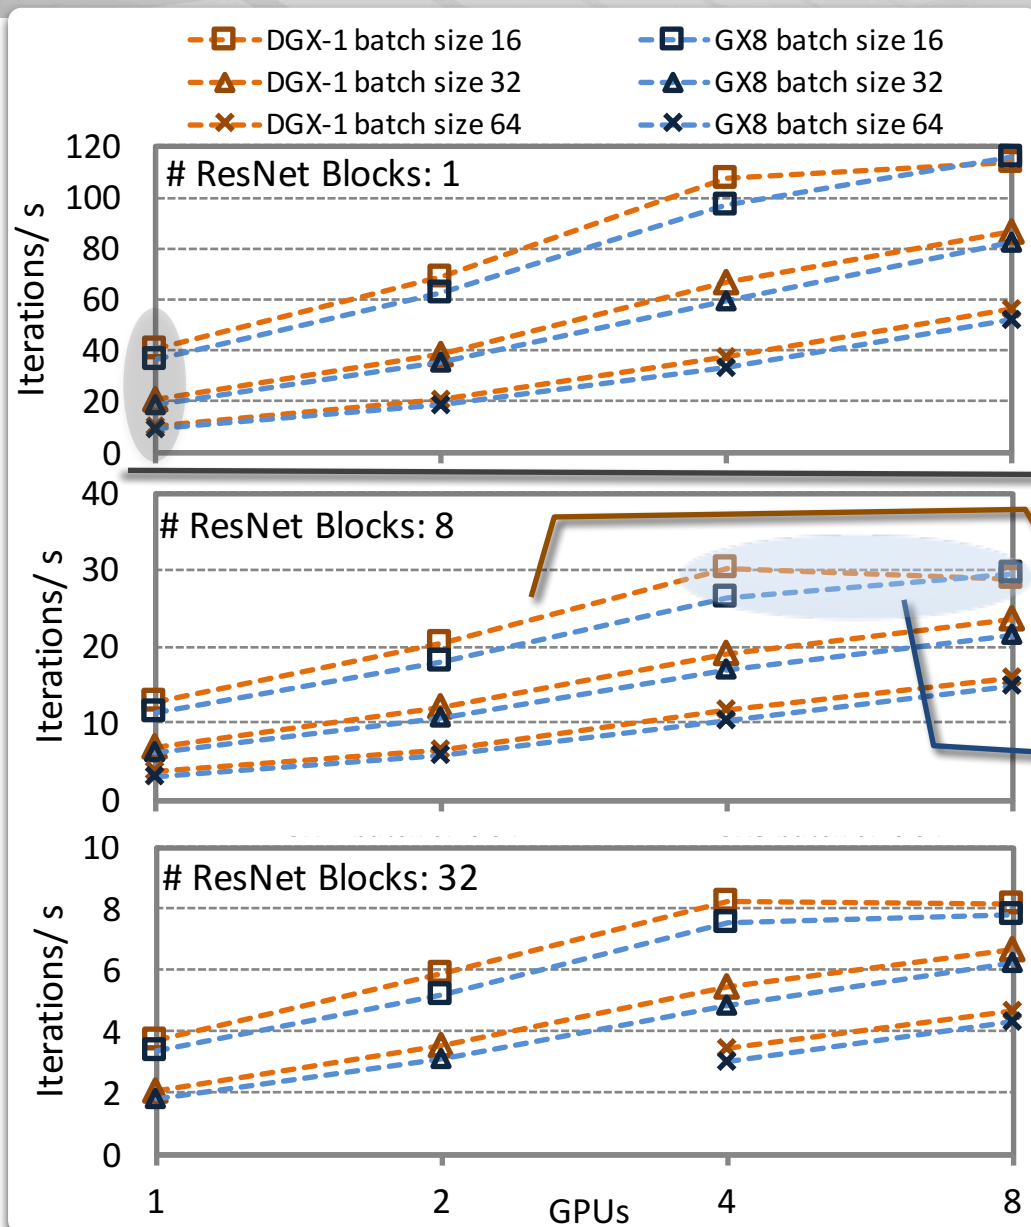 DGX-1 batch size 16
GX8 batch size 16
DGX-1 batch size 32
GX8 batch size 32
DGX-1 batch size 64
GX8 batch size 64
# ResNet Blocks: 1
Iterations/ s
120
100
80
60
40
20
0
# ResNet Blocks: 8
Iterations/ s
40
30
20
10
0
# ResNet Blocks: 32
Iterations/ s
10
8
6
4
2
0
1
2
4
8
GPUs